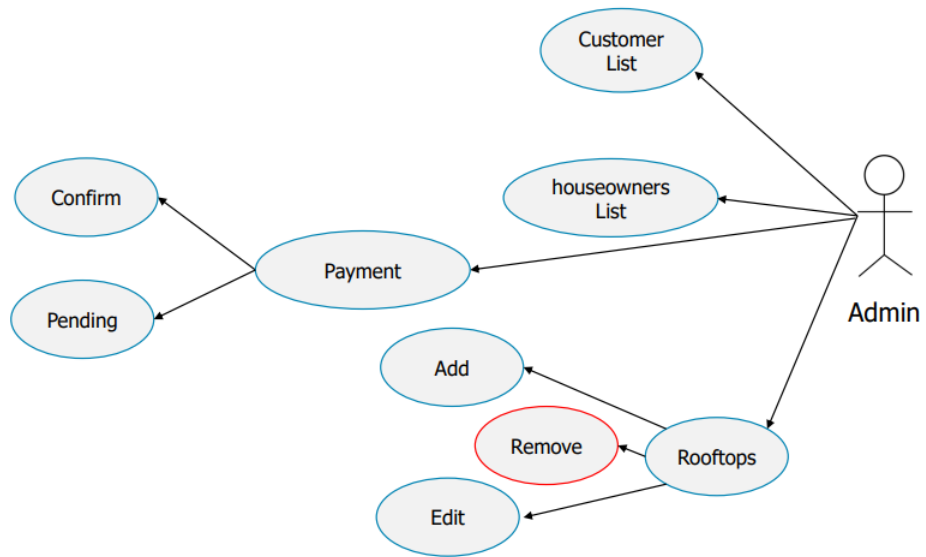 Customer
List
houseowners
List
Confirm
Payment
Pending
Admin
Add
Remove
Rooftops
Edit